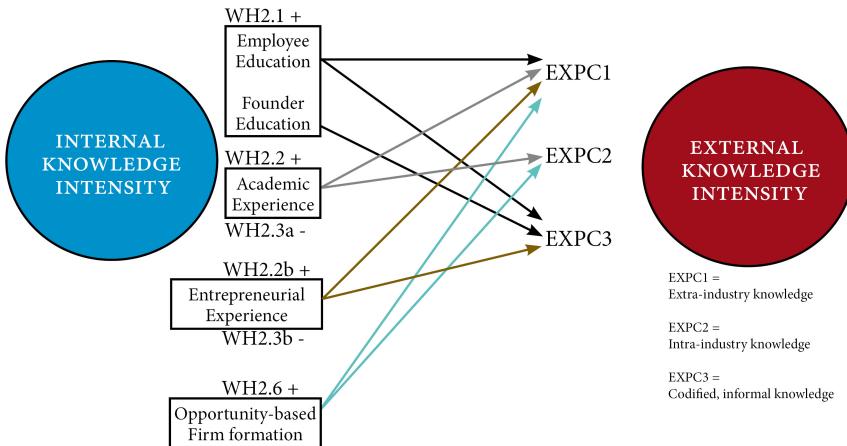 INTERNAL
KNOWLEDGE
INTENSITY
WH2.1 +
Employee
Education
Founder
Education
WH2.2 +
Academic
Experience
WH2.3a -
WH2.2b +
Entrepreneurial
Experience
WH2.3b -
WH2.6 +
Opportunity-based
Firm formation
EXPC1
EXPC2
EXPC3
EXTERNAL
KNOWLEDGE
INTENSITY
EXPC1 =
Extra-industry knowledge
EXPC2 =
Intra-industry knowledge
EXPC3 =
Codified, informal knowledge